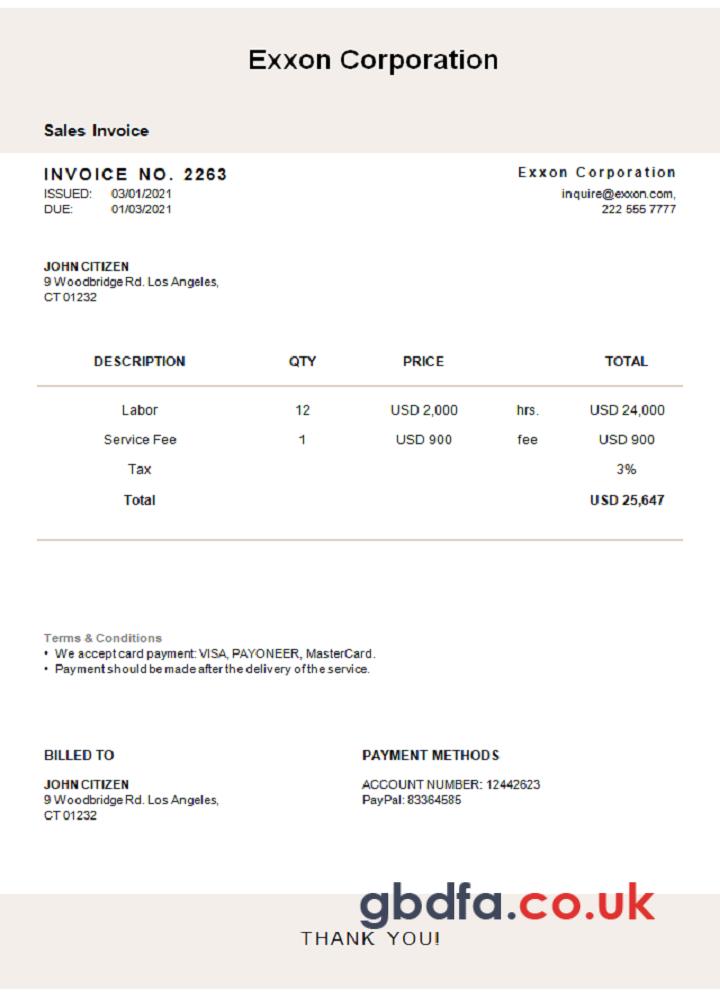 Exxon Corporation
Sales Invoice
INVOICE NO. 2263
ISSUED: 03/01/2021
DUE: 01/03/2021
Exxon Corporation
inquire@exxon.com,
222 555 7777
JOHN CITIZEN
9 Woodbridge Rd. Los Angeles,
CT 01232
DESCRIPTION QTY PRICE TOTAL
Labor 12 USD 2,000 hrs. USD 24,000
Service Fee 1 USD 900 fee USD 900
Tax 3%
Total USD 25,647
Terms & Conditions
• We accept card payment: VISA, PAYONEER, MasterCard.
• Payment should be made after the delivery of the service.
BILLED TO
JOHN CITIZEN
9 Woodbridge Rd. Los Angeles,
CT 01232
PAYMENT METHODS
ACCOUNT NUMBER: 12442623
PayPal: 83364585
gbdfa.co.uk
THANK YOU!